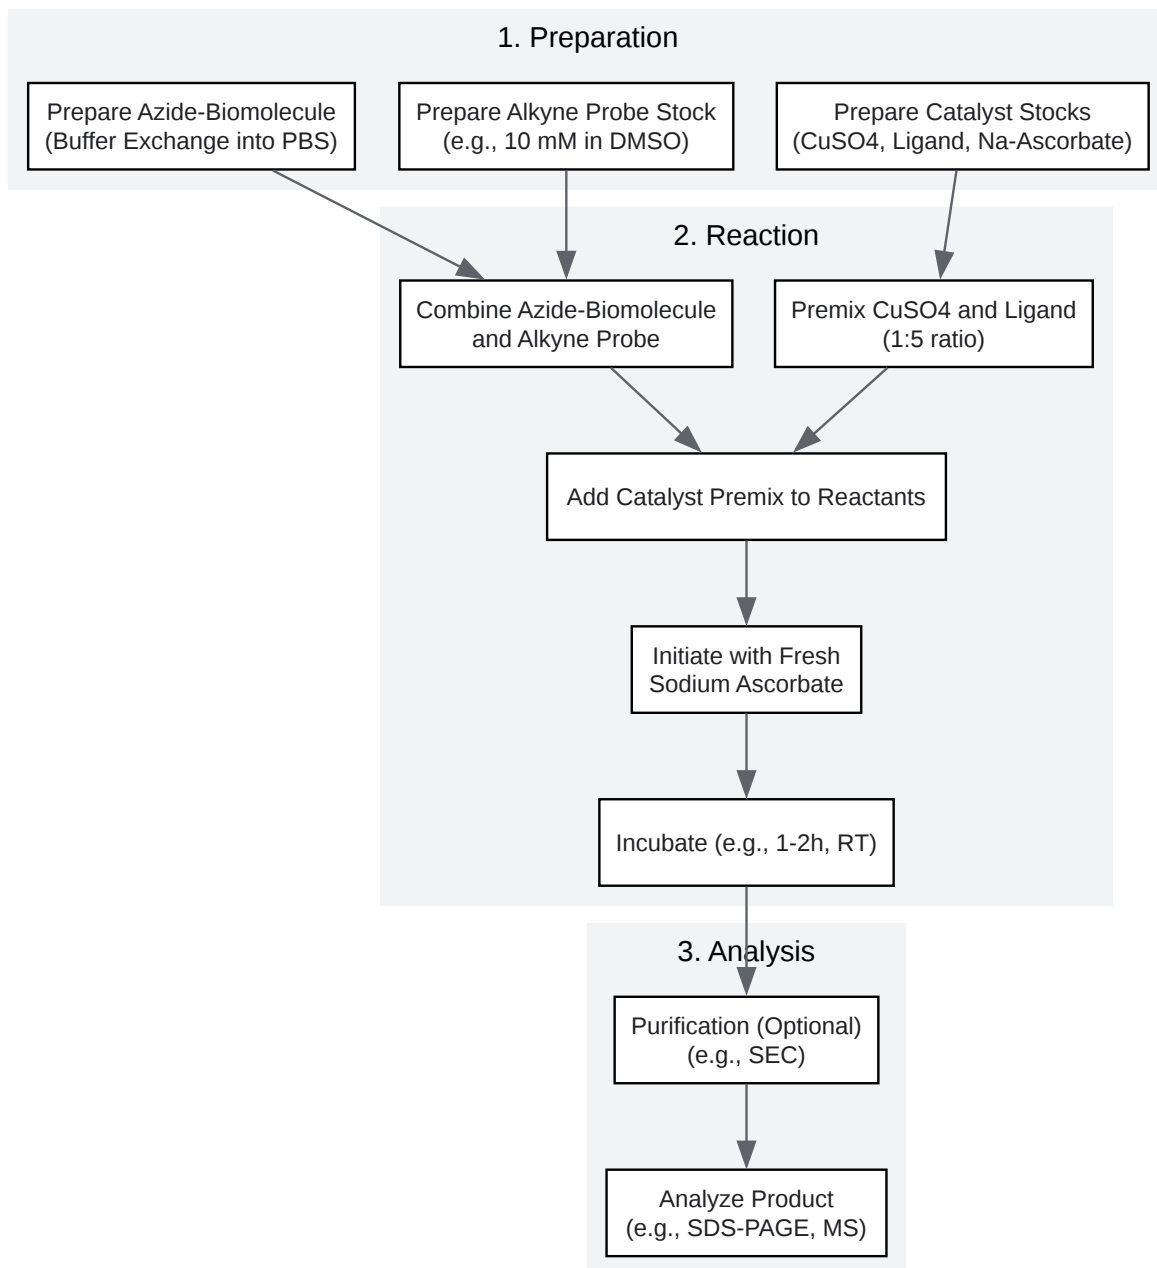 1. Preparation
Prepare Azide-Biomolecule
(Buffer Exchange into PBS)
Prepare Alkyne Probe Stock
(e.g., 10 mM in DMSO)
Prepare Catalyst Stocks
(CuSO4, Ligand, Na-Ascorbate)
2. Reaction
Combine Azide-Biomolecule
and Alkyne Probe
Premix CuSO4 and Ligand
(1:5 ratio)
Add Catalyst Premix to Reactants
Initiate with Fresh
Sodium Ascorbate
Incubate (e.g., 1-2h, RT)
3. Analysis
Purification (Optional)
(e.g., SEC)
Analyze Product
(e.g., SDS-PAGE, MS)